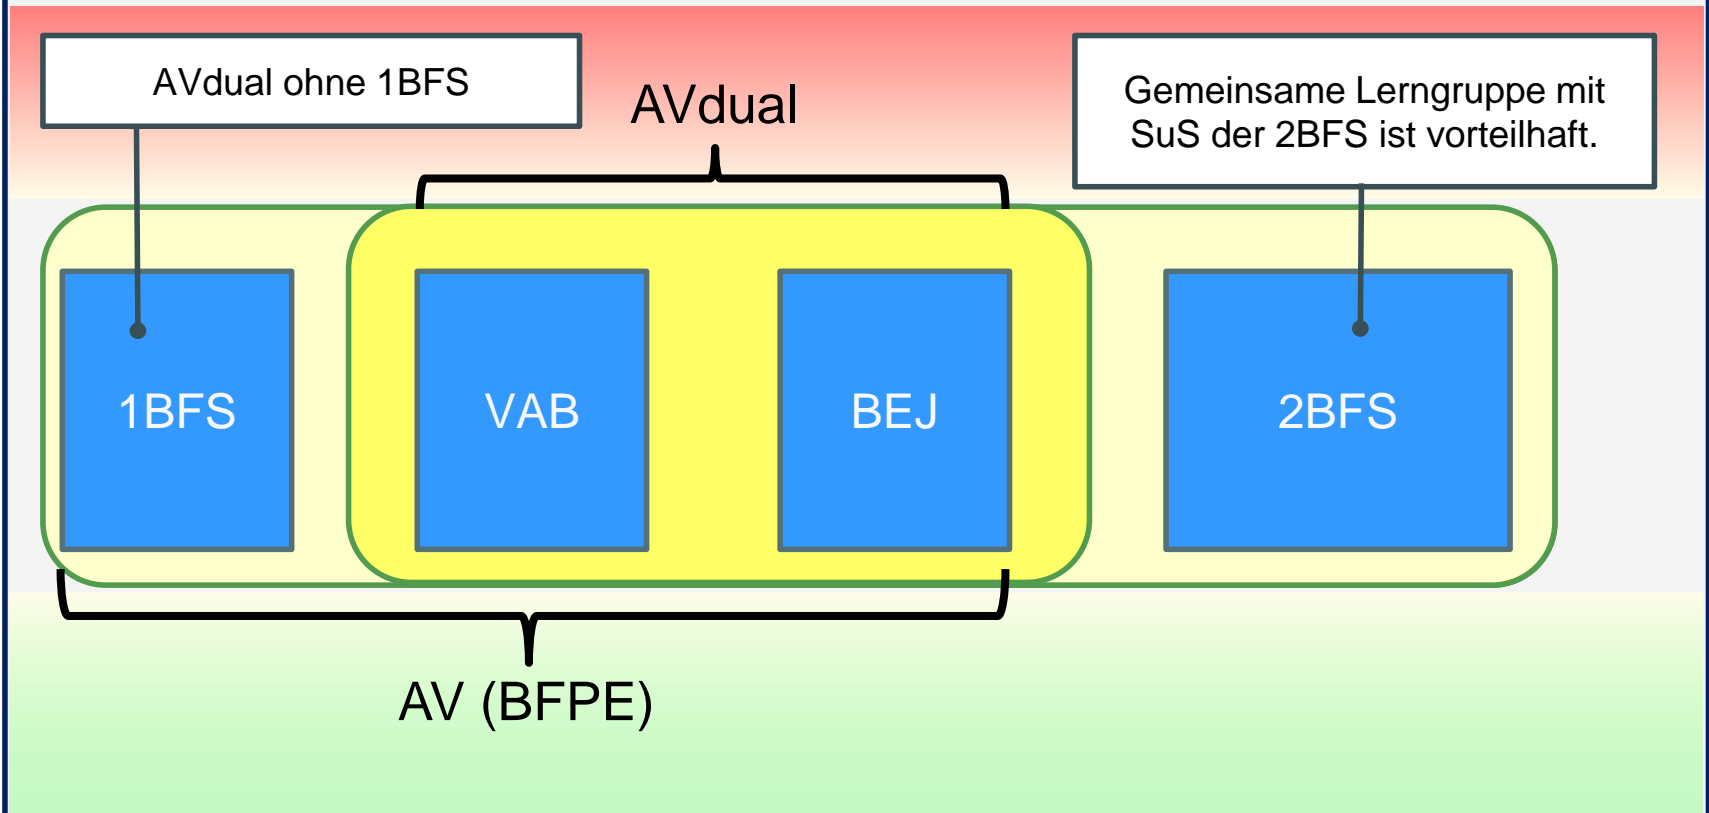 AVdual ohne 1BFS
AVdual
Gemeinsame Lerngruppe mit
SuS der 2BFS ist vorteilhaft.
1BFS
VAB
BEJ
2BFS
AV (BFPE)